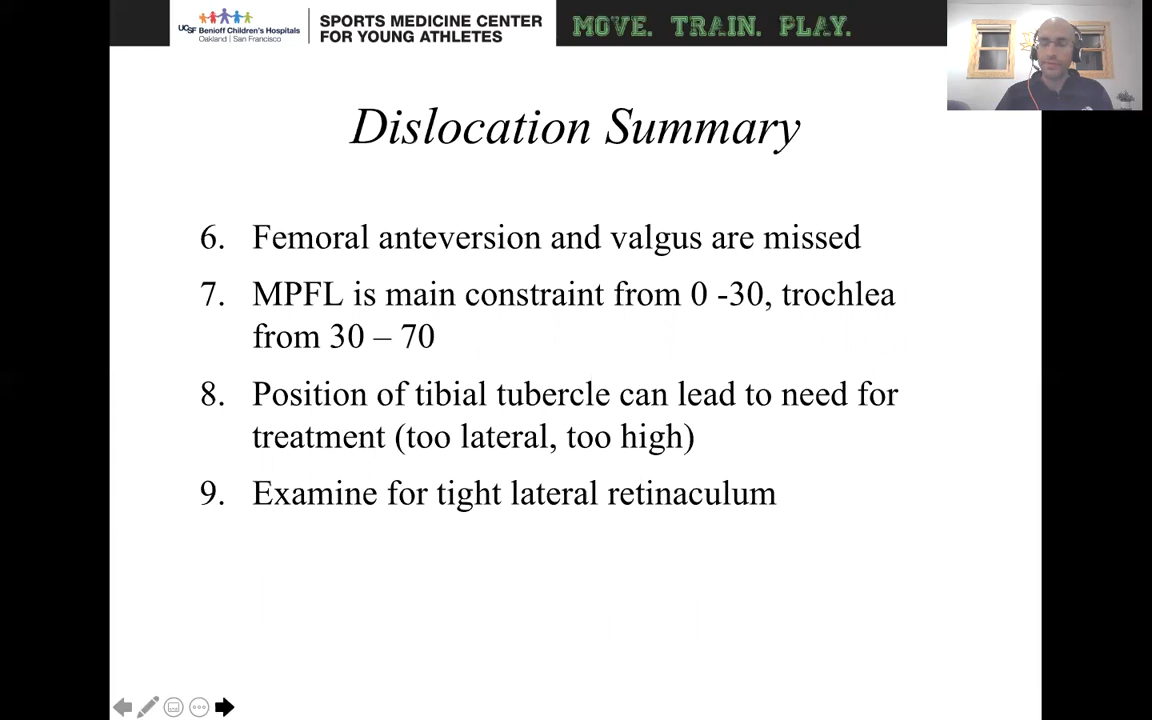 UCSF Benioff Children's Hospitals
Oakland | San Francisco
SPORTS MEDICINE CENTER
FOR YOUNG ATHLETES
MOVE. TRAIN. PLAY.
Dislocation Summary
6. Femoral anteversion and valgus are missed
7. MPFL is main constraint from 0 -30, trochlea
from 30 – 70
8. Position of tibial tubercle can lead to need for
treatment (too lateral, too high)
9. Examine for tight lateral retinaculum